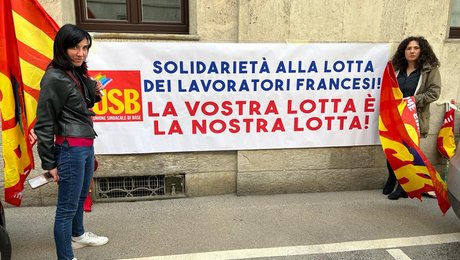 SOLIDARIETÀ ALLA LOTTA
DEI LAVORATORI FRANCESI!
LA VOSTRA LOTTA È
LA NOSTRA LOTTA!
USB
UNIONE SINDACALE DI BASE